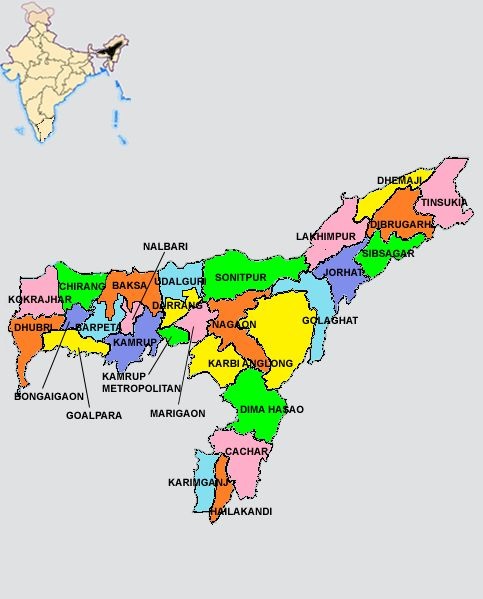 DHEMAJI
TINSUKIA
DIBRUGARH
LAKHIMPUR
NALBARI
SIBSAGAR
JORHAT
SONITPUR
UDALGURI
BAKSA
CHIRANG
KOKRAJHAR
DARRANG
GOLAGHAT
DHUBRI
BARPETA
NAGAON
KAMRUP
KARBI ANGLONG
KAMRUP
METROPOLITAN
BONGAIGAON
GOALPARA
MARIGAON
DIMA HASAO
CACHAR
KARIMGANJ
HAILAKANDI